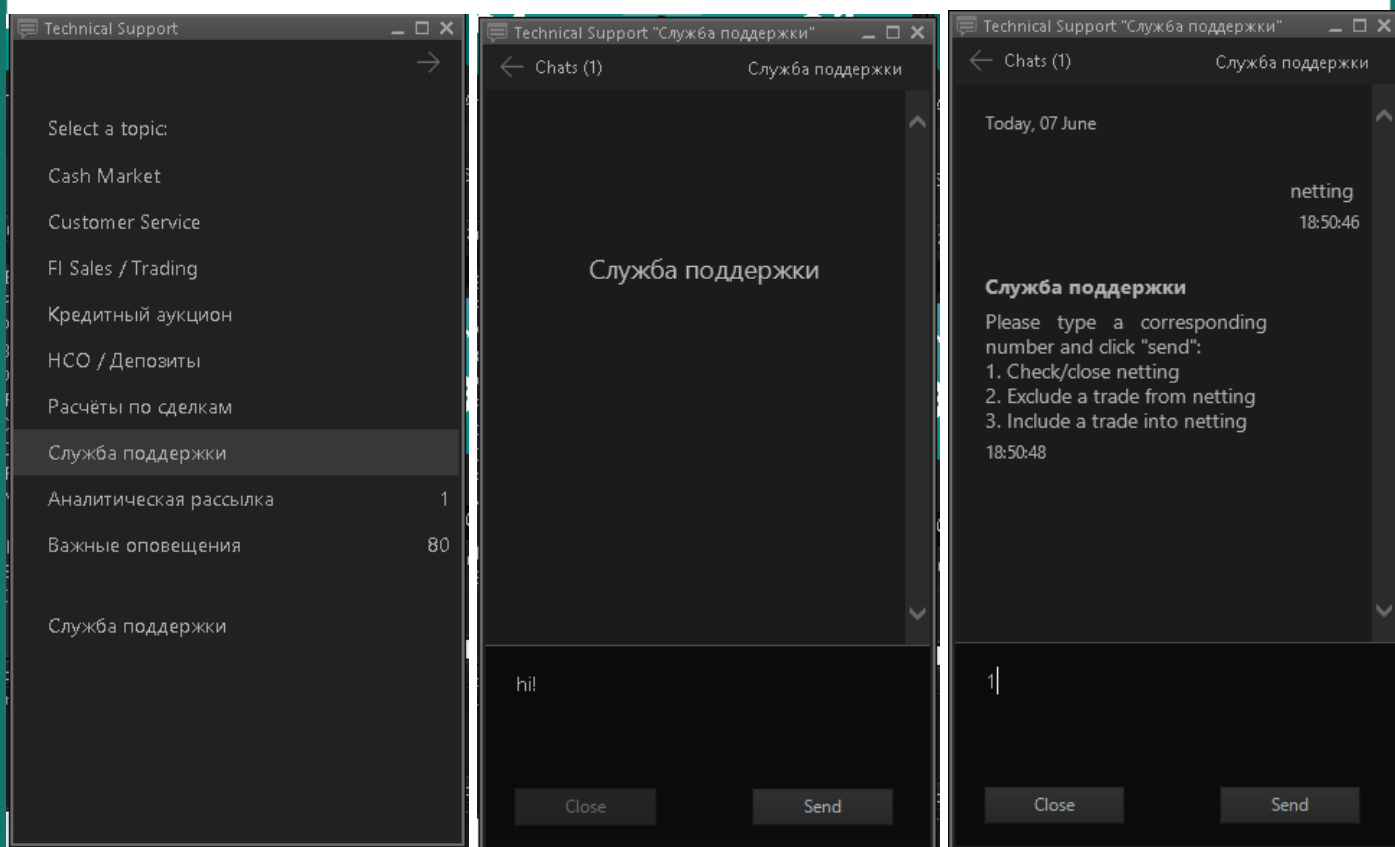 Technical Support
Select a topic:
Cash Market
Customer Service
FI Sales / Trading
Кредитный аукцион
НСО / Депозиты
Расчёты по сделкам
Служба поддержки
Аналитическая рассылка 1
Важные оповещения 80
Служба поддержки
Technical Support "Служба поддержки"
Chats (1) Служба поддержки
Служба поддержки
hi!
Close Send
Technical Support "Служба поддержки"
Chats (1) Служба поддержки
Today, 07 June
netting
18:50:46
Служба поддержки
Please type a corresponding
number and click "send":
1. Check/close netting
2. Exclude a trade from netting
3. Include a trade into netting
18:50:48
1
Close Send